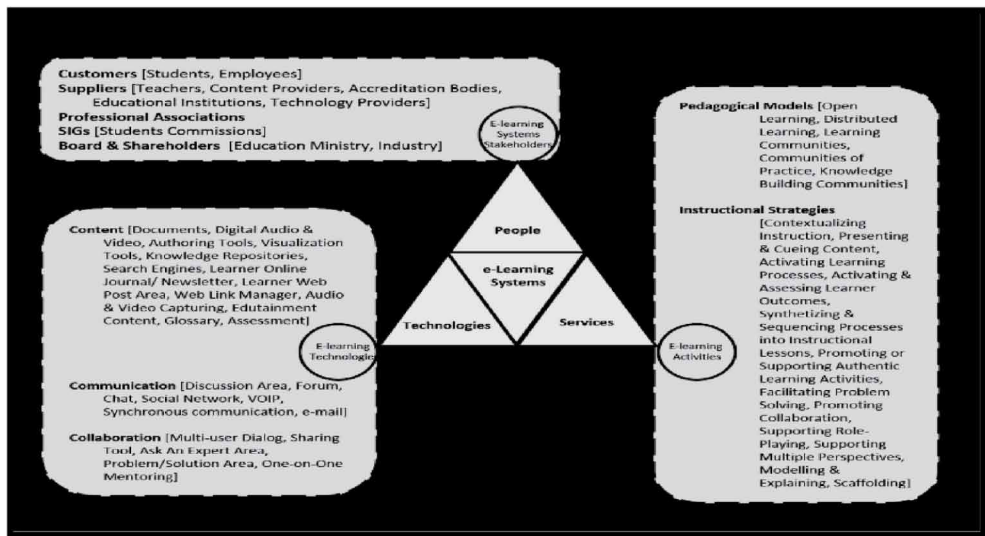 Customers [Students, Employees]
Suppliers [Teachers, Content Providers, Accreditation Bodies,
Educational Institutions, Technology Providers]
Professional Associations
SIGs [Students Commissions]
Board & Shareholders [Education Ministry, Industry]
E-learning
Systems
Stakeholders
People
e-Learning
Systems
Technologies
Services
Content [Documents, Digital Audio &
Video, Authoring Tools, Visualization
Tools, Knowledge Repositories,
Search Engines, Learner Online
Journal/ Newsletter, Learner Web
Post Area, Web Link Manager, Audio
& Video Capturing, Edutainment
Content, Glossary, Assessment]
E-learning
Technologie
Communication [Discussion Area, Forum,
Chat, Social Network, VOIP,
Synchronous communication, e-mail]
Collaboration [Multi-user Dialog, Sharing
Tool, Ask An Expert Area,
Problem/Solution Area, One-on-One
Mentoring]
E-learning
Activities
Pedagogical Models [Open
Learning, Distributed
Learning, Learning
Communities,
Communities of
Practice, Knowledge
Building Communities]
Instructional Strategies
[Contextualizing
Instruction, Presenting
& Cueing Content,
Activating Learning
Processes, Activating &
Assessing Learner
Outcomes,
Synthetizing &
Sequencing Processes
into Instructional
Lessons, Promoting or
Supporting Authentic
Learning Activities,
Facilitating Problem
Solving, Promoting
Collaboration,
Supporting Role-
Playing, Supporting
Multiple Perspectives,
Modelling &
Explaining, Scaffolding]